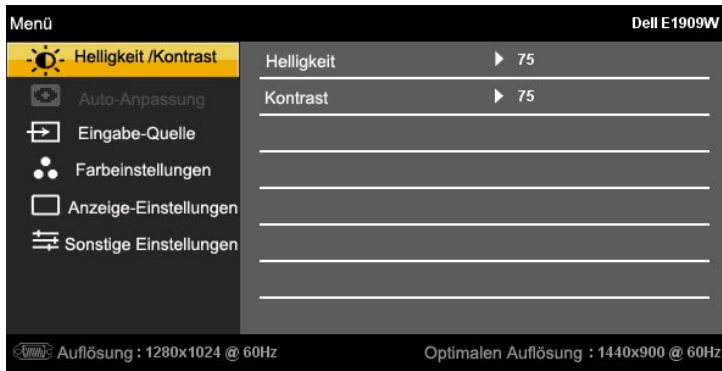 Menü
Dell E1909W
Helligkeit /Kontrast
Helligkeit 75
Auto-Anpassung
Kontrast 75
Eingabe-Quelle
Farbeinstellungen
Anzeige-Einstellungen
Sonstige Einstellungen
Auflösung : 1280x1024 @ 60Hz
Optimalen Auflösung : 1440x900 @ 60Hz